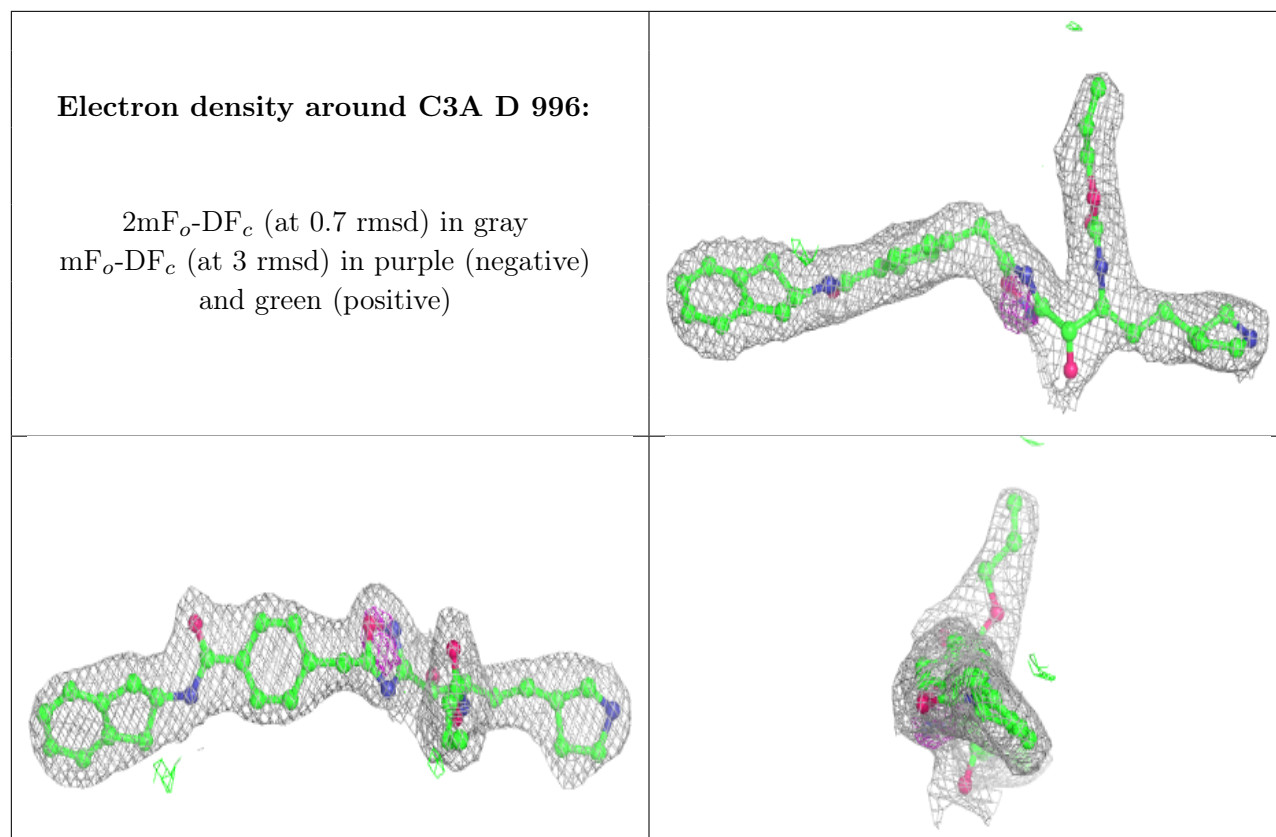 Electron density around C3A D 996:
2mFo-DFc (at 0.7 rmsd) in gray
mFo-DFc (at 3 rmsd) in purple (negative)
and green (positive)